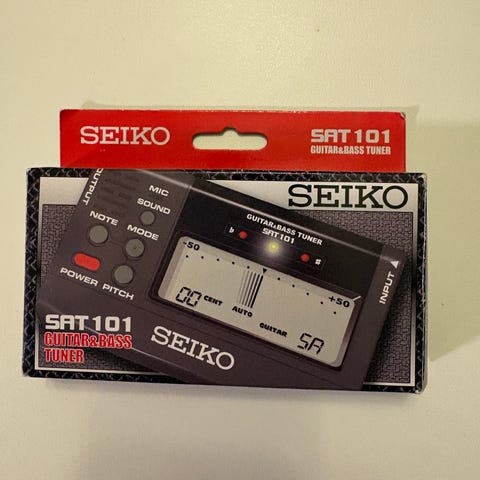 SEIKO
SAT101
GUITAR&BASS TUNER
SEIKO
OUTPUT
MIC
SOUND
NOTE
MODE
POWER
PITCH
GUITAR&BASS TUNER
SAT101
♭
♯
INPUT ▲
-50
+50
00 CENT
AUTO
GUITAR
5A
SEIKO
SAT101
GUITAR&BASS
TUNER